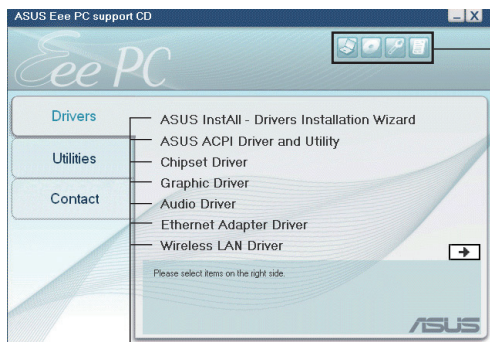 ASUS Eee PC support CD
Eee PC
Drivers
Utilities
Contact
ASUS InstAll - Drivers Installation Wizard
ASUS ACPI Driver and Utility
Chipset Driver
Graphic Driver
Audio Driver
Ethernet Adapter Driver
Wireless LAN Driver
Please select items on the right side.
ASUS